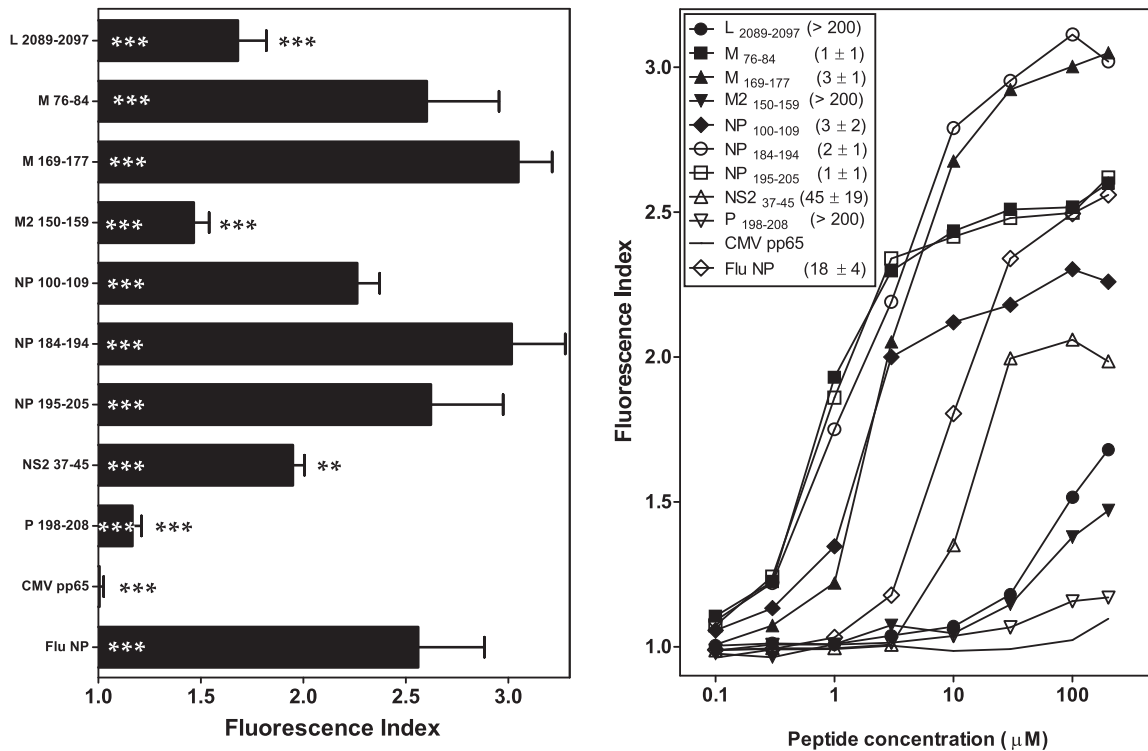 L 2089-2097
*** ***
M 76-84
***
M 169-177
***
M2 150-159
*** ***
NP 100-109
***
NP 184-194
***
NP 195-205
***
NS2 37-45
*** **
P 198-208
*** ***
CMV pp65
***
Flu NP
***
1.0 1.5 2.0 2.5 3.0
Fluorescence Index
L 2089-2097 (> 200)
M 76-84 (1 ± 1)
M 169-177 (3 ± 1)
M2 150-159 (> 200)
NP 100-109 (3 ± 2)
NP 184-194 (2 ± 1)
NP 195-205 (1 ± 1)
NS2 37-45 (45 ± 19)
P 198-208 (> 200)
CMV pp65
Flu NP (18 ± 4)
Fluorescence Index
3.0
2.5
2.0
1.5
1.0
0.1 1 10 100
Peptide concentration ( μM)